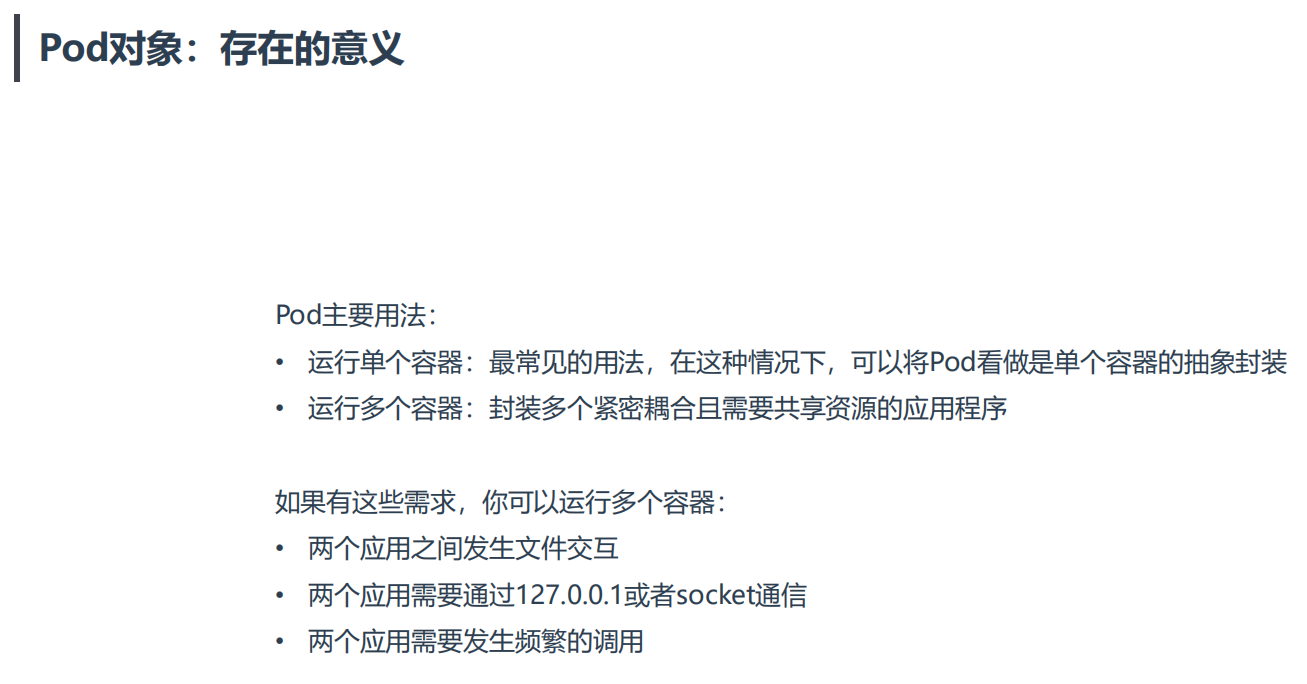 Pod对象：存在的意义
Pod主要用法：
• 运行单个容器：最常见的用法，在这种情况下，可以将Pod看做是单个容器的抽象封装
• 运行多个容器：封装多个紧密耦合且需要共享资源的应用程序
如果有这些需求，你可以运行多个容器：
• 两个应用之间发生文件交互
• 两个应用需要通过127.0.0.1或者socket通信
• 两个应用需要发生频繁的调用